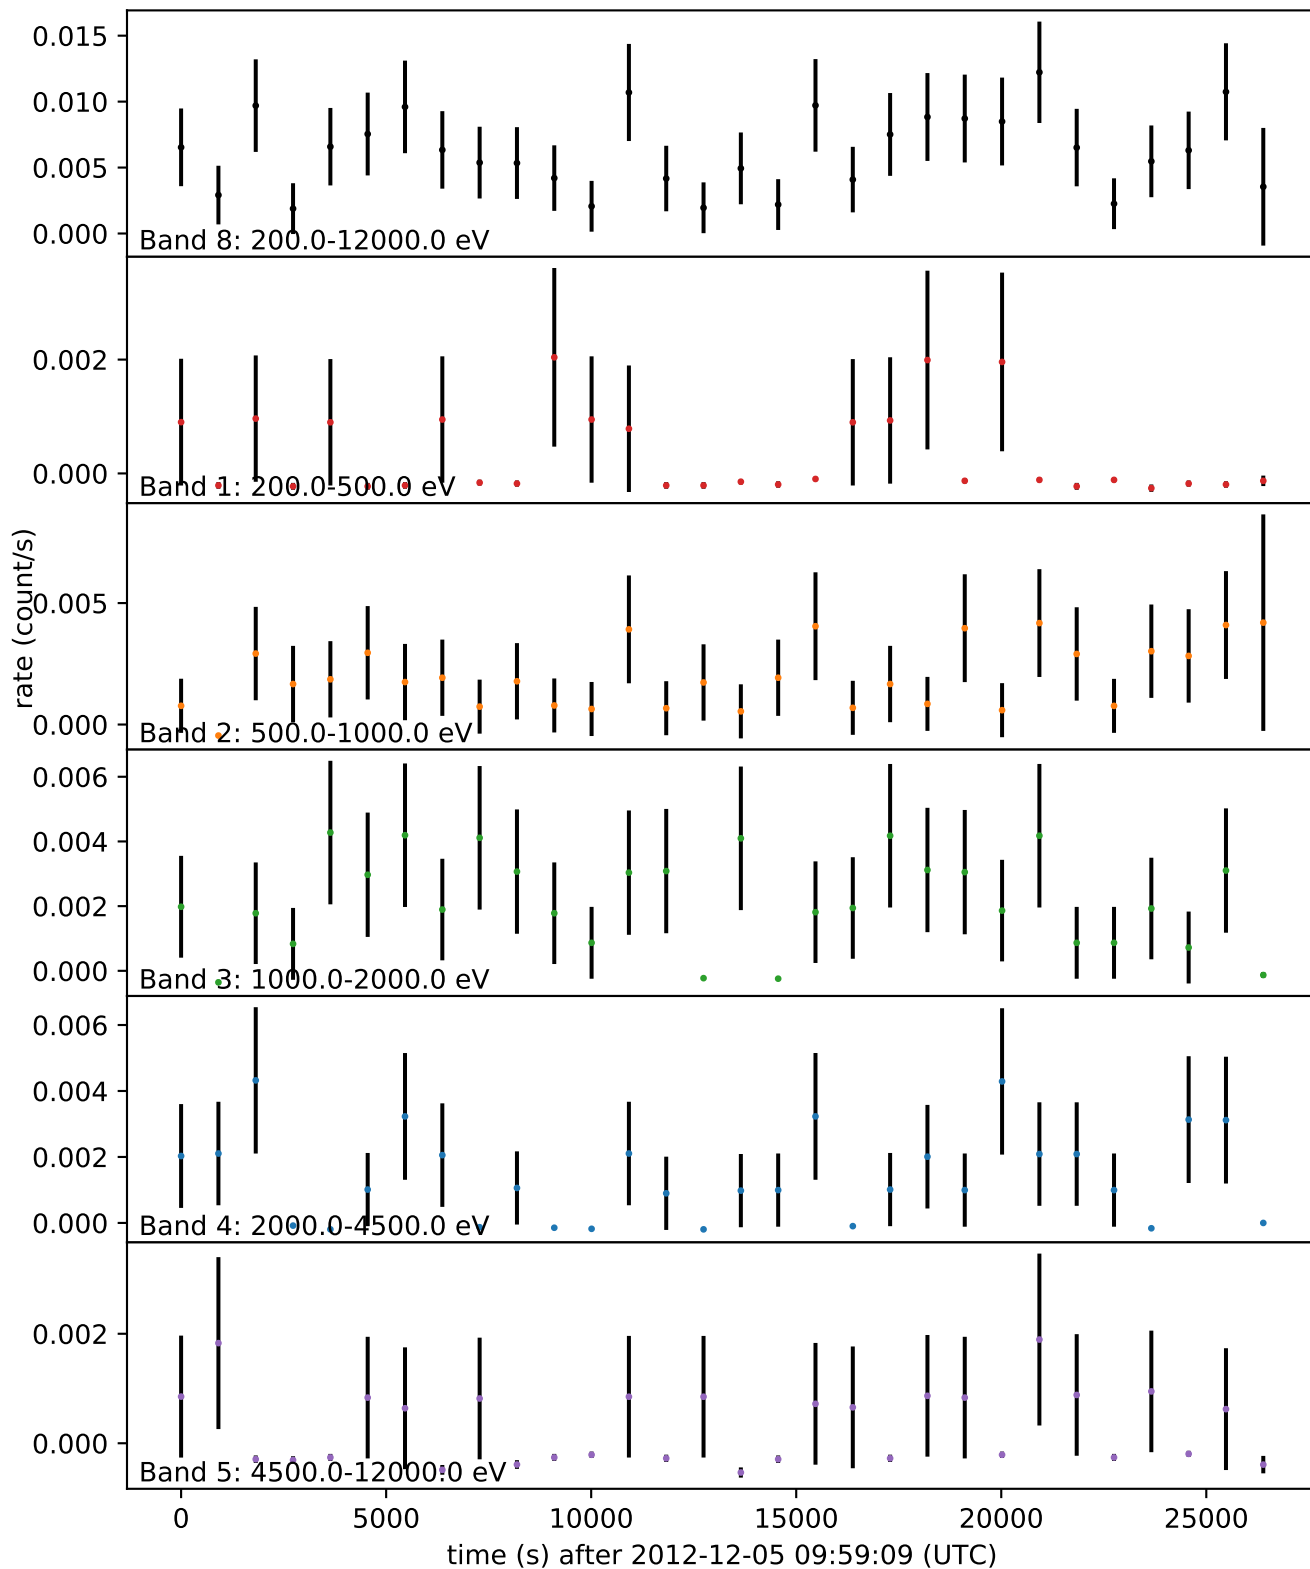 0.015
0.010
0.005
0.000
Band 8: 200.0-12000.0 eV
0.002
0.000
Band 1: 200.0-500.0 eV
rate (count/s)
0.005
0.000
Band 2: 500.0-1000.0 eV
0.006
0.004
0.002
0.000
Band 3: 1000.0-2000.0 eV
0.006
0.004
0.002
0.000
Band 4: 2000.0-4500.0 eV
0.002
0.000
Band 5: 4500.0-12000.0 eV
0 5000 10000 15000 20000 25000
time (s) after 2012-12-05 09:59:09 (UTC)